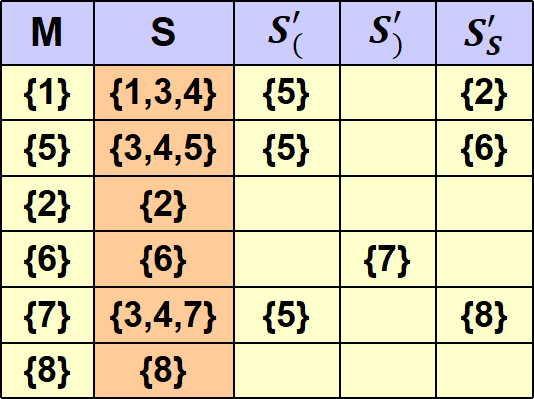 M S S′( S′) S′S
{1} {1,3,4} {5} {2}
{5} {3,4,5} {5} {6}
{2} {2}
{6} {6} {7}
{7} {3,4,7} {5} {8}
{8} {8}